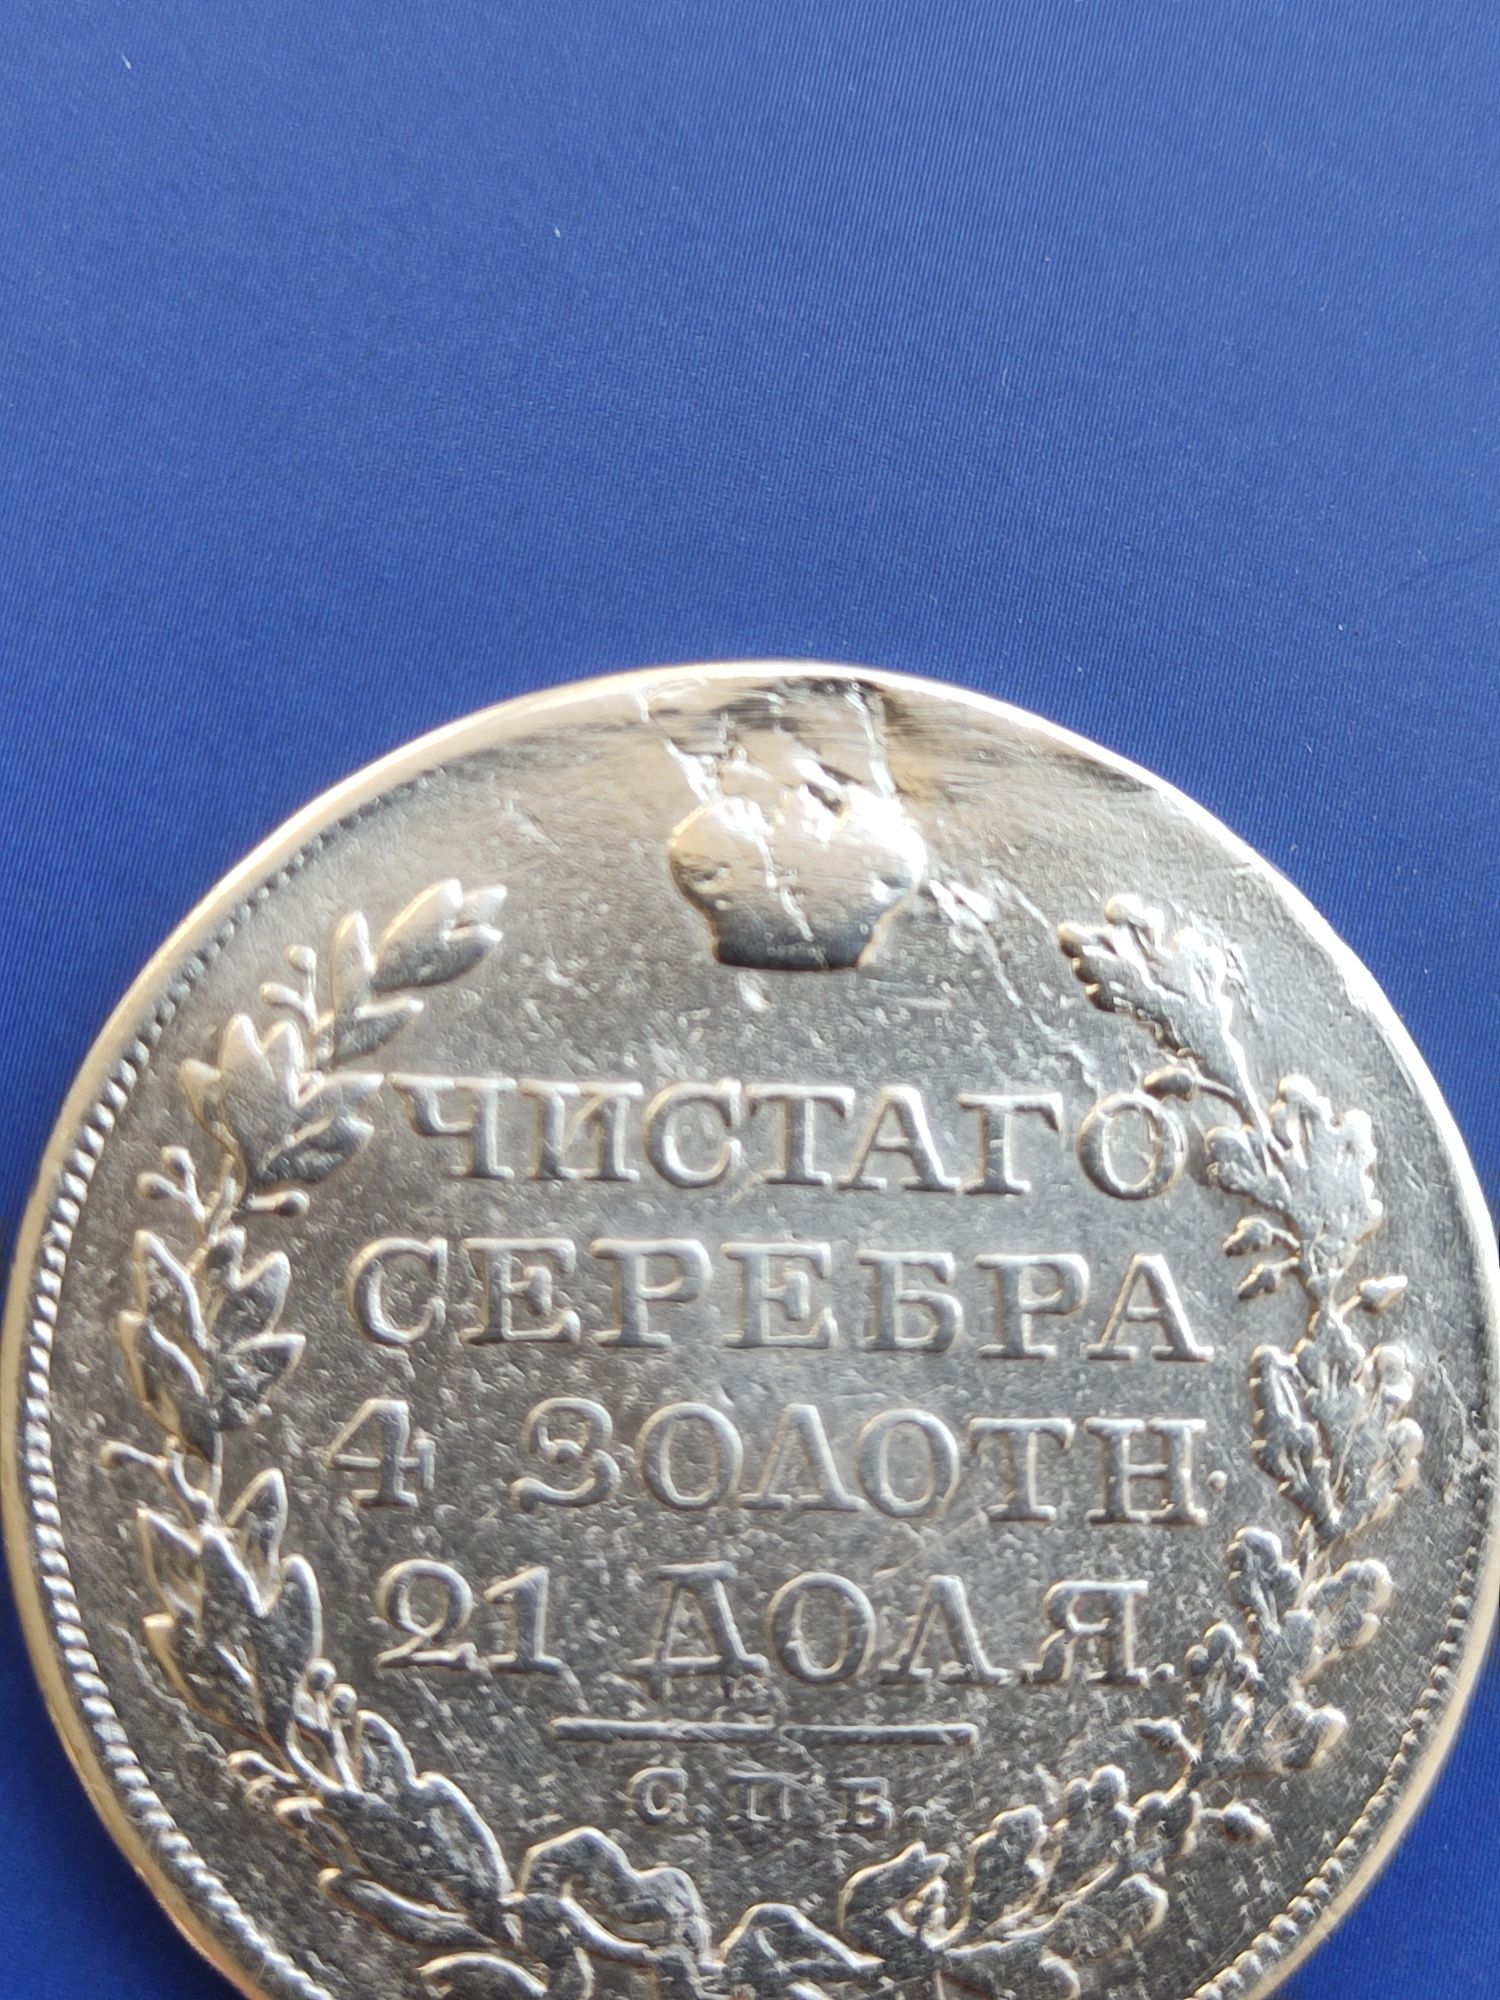 ЧИСТАГО
СЕРЕБРА
4 ЗОЛОТН.
21 ДОЛЯ.
С П Б